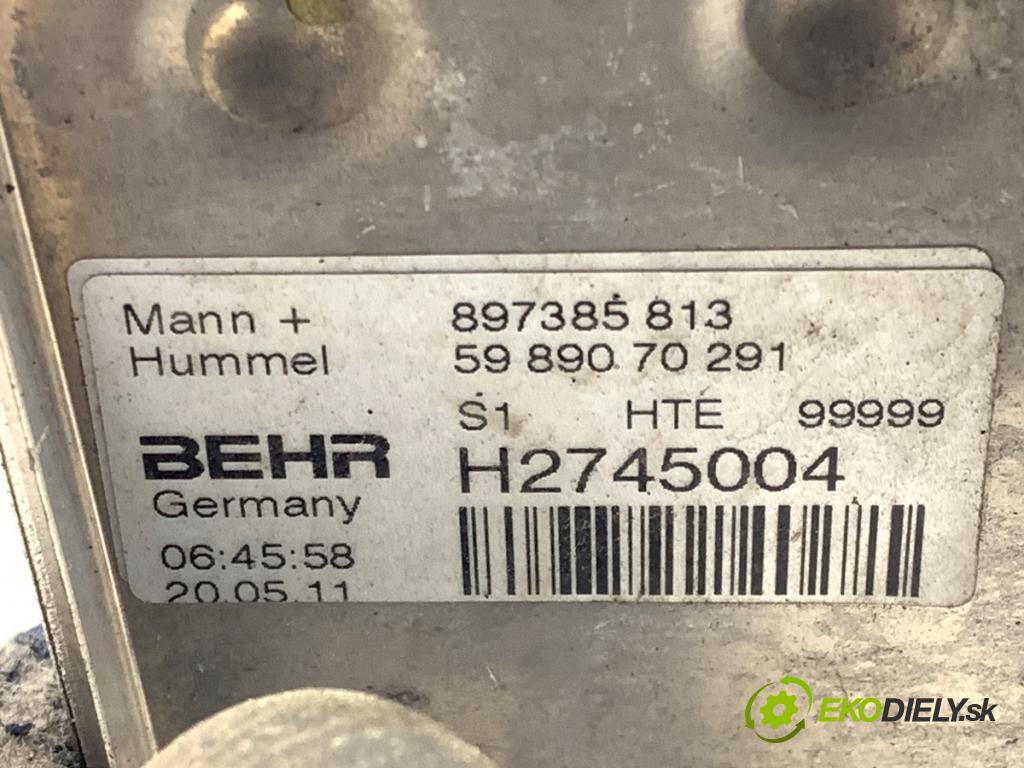 Mann + 897385 813
Hummel 59 890 70 291
S1 HTE 99999
BEHR H2745004
Germany
06:45:58
20.05.11
EKODIELY.sk